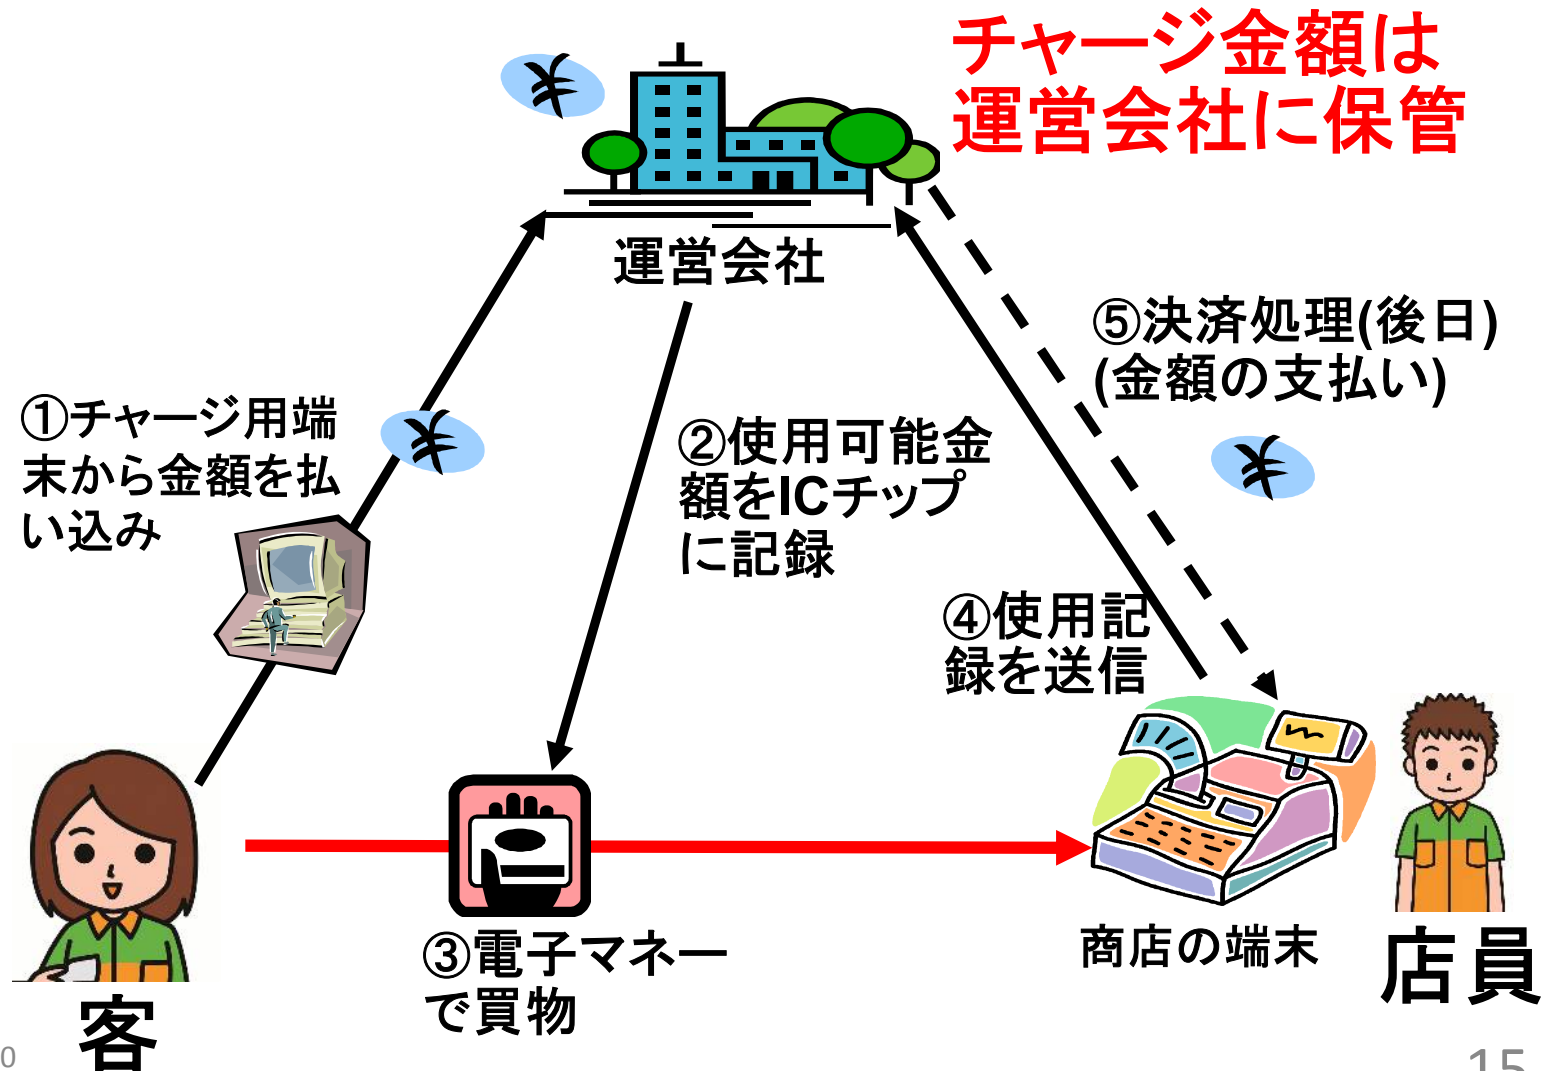 チャージ金額は
運営会社に保管
運営会社
⑤決済処理(後日)
(金額の支払い)
①チャージ用端
末から金額を払
い込み
②使用可能金
額をICチップ
に記録
④使用記
録を送信
③電子マネー
で買物
商店の端末
店員
客
0
15